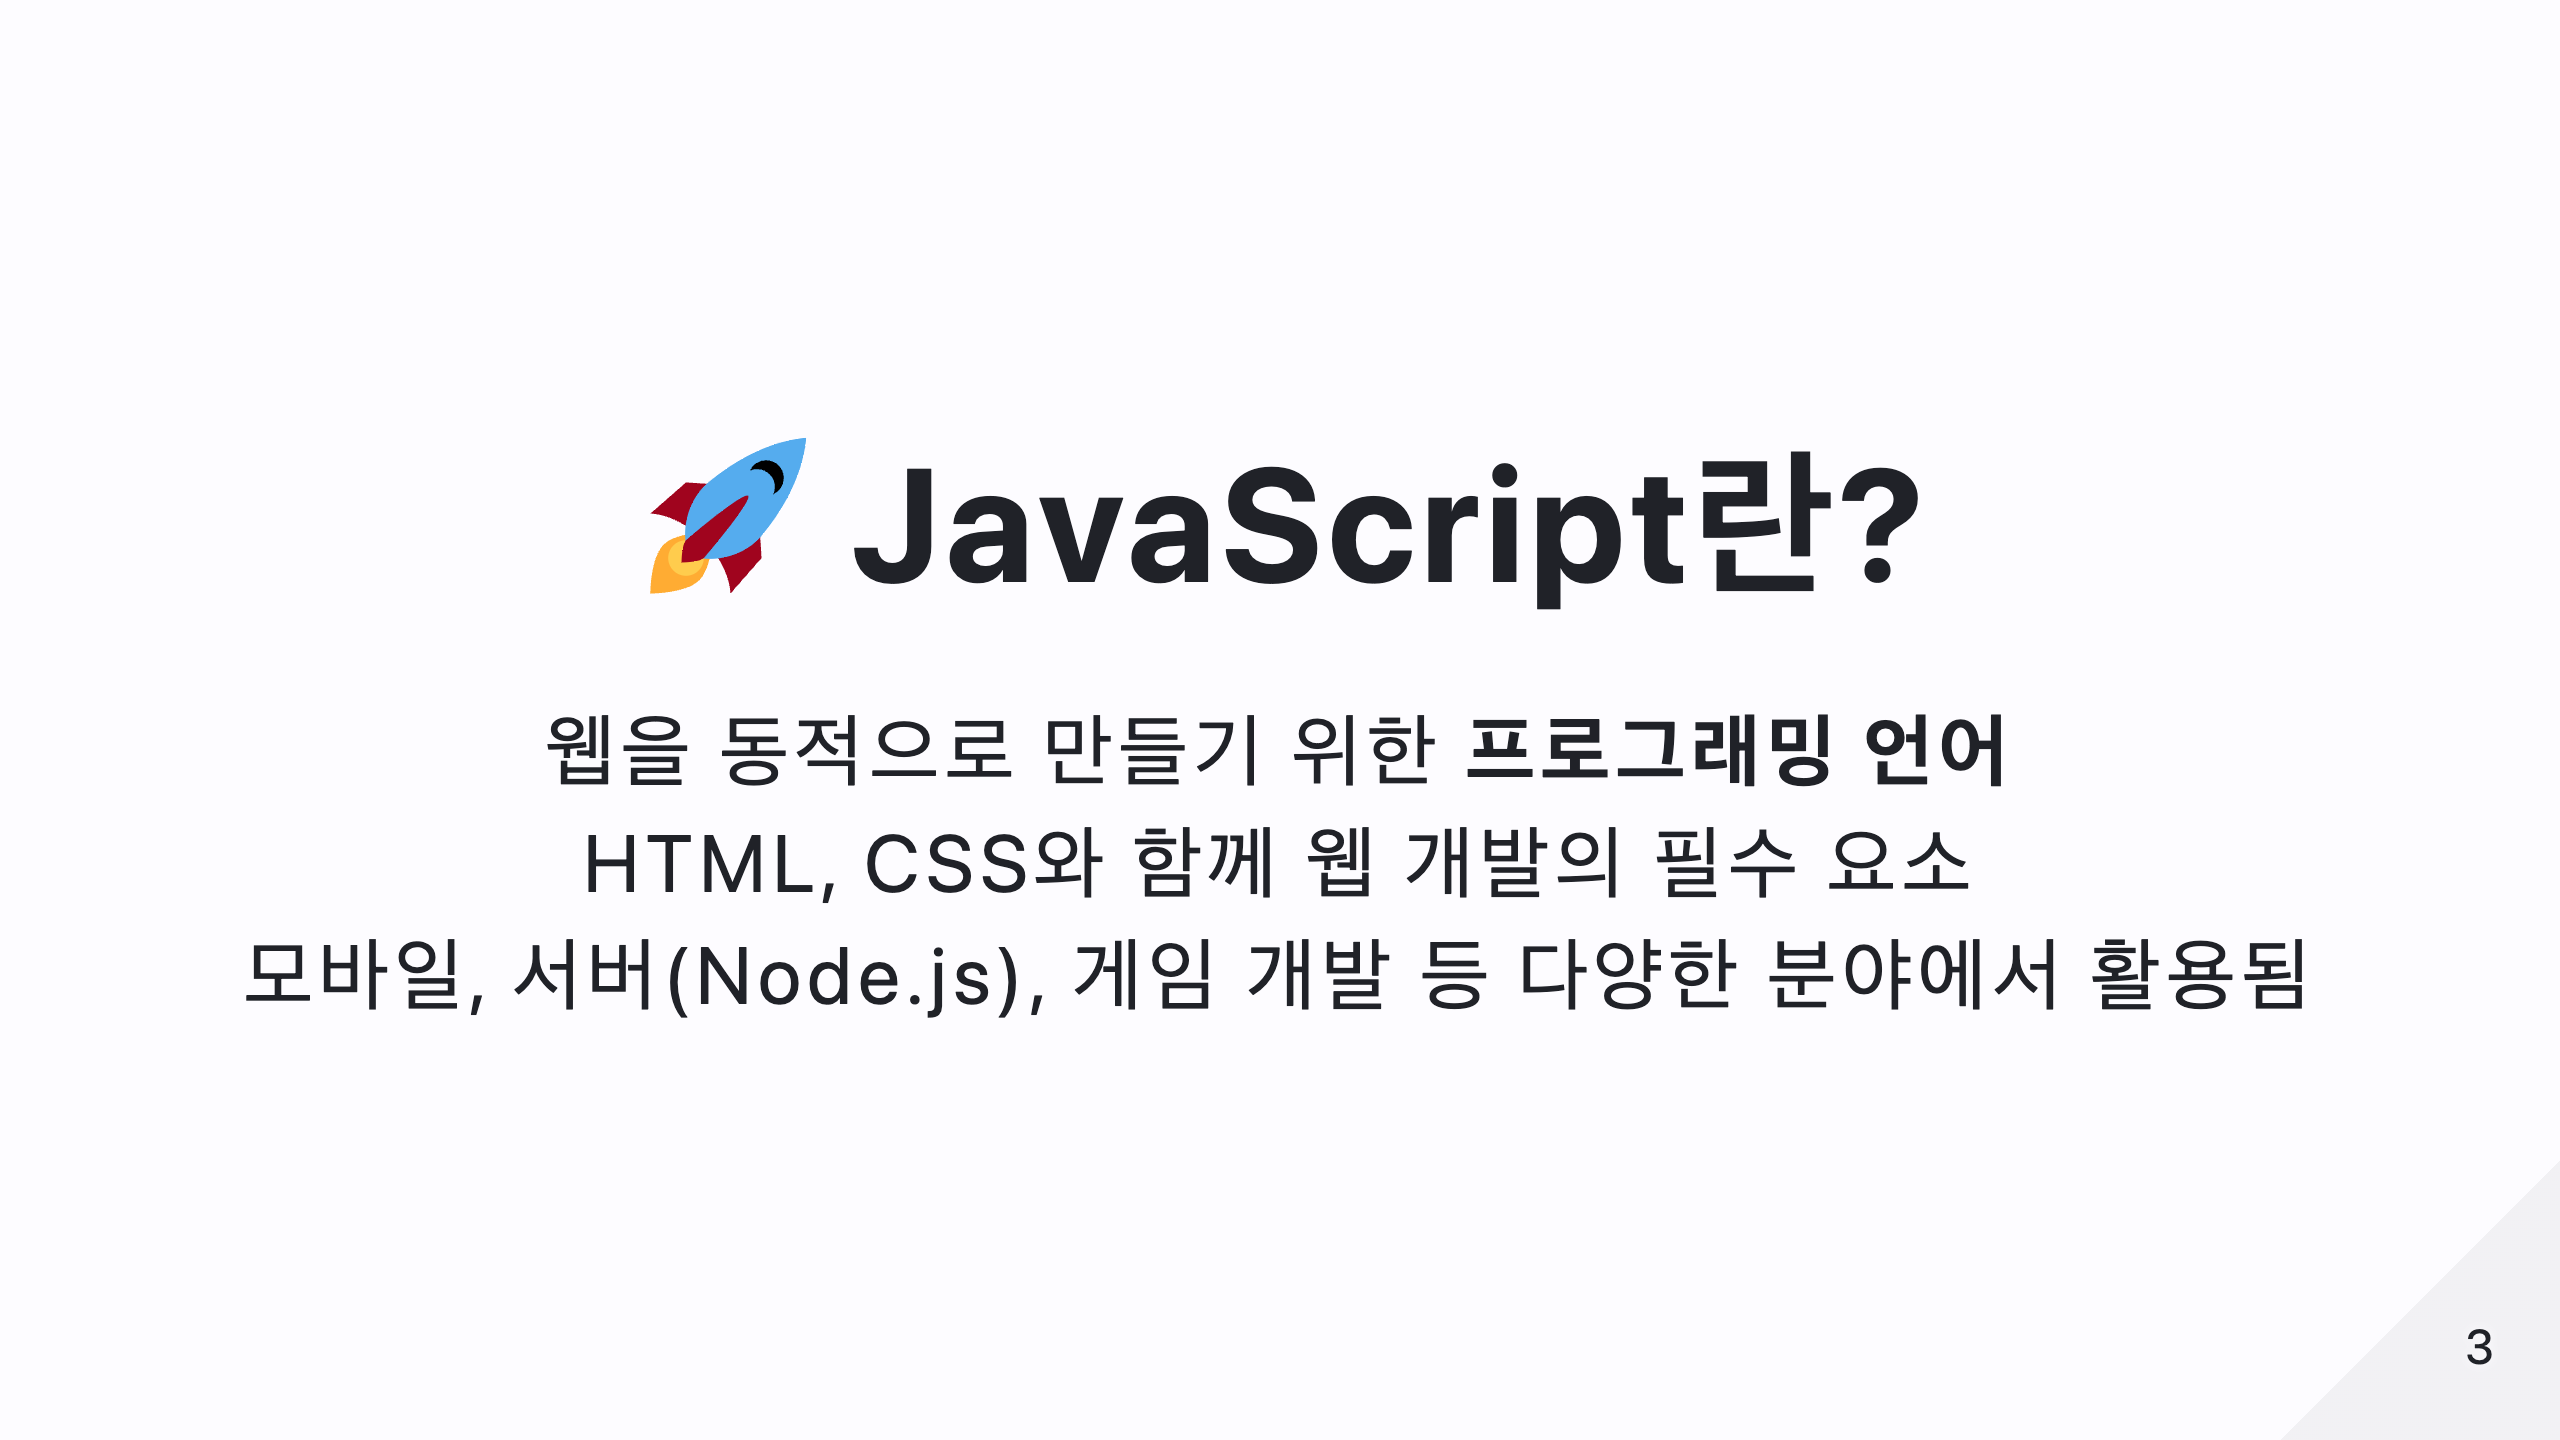 🚀 JavaScript란?
웹을 동적으로 만들기 위한 프로그래밍 언어
HTML, CSS와 함께 웹 개발의 필수 요소
모바일, 서버(Node.js), 게임 개발 등 다양한 분야에서 활용됨
3